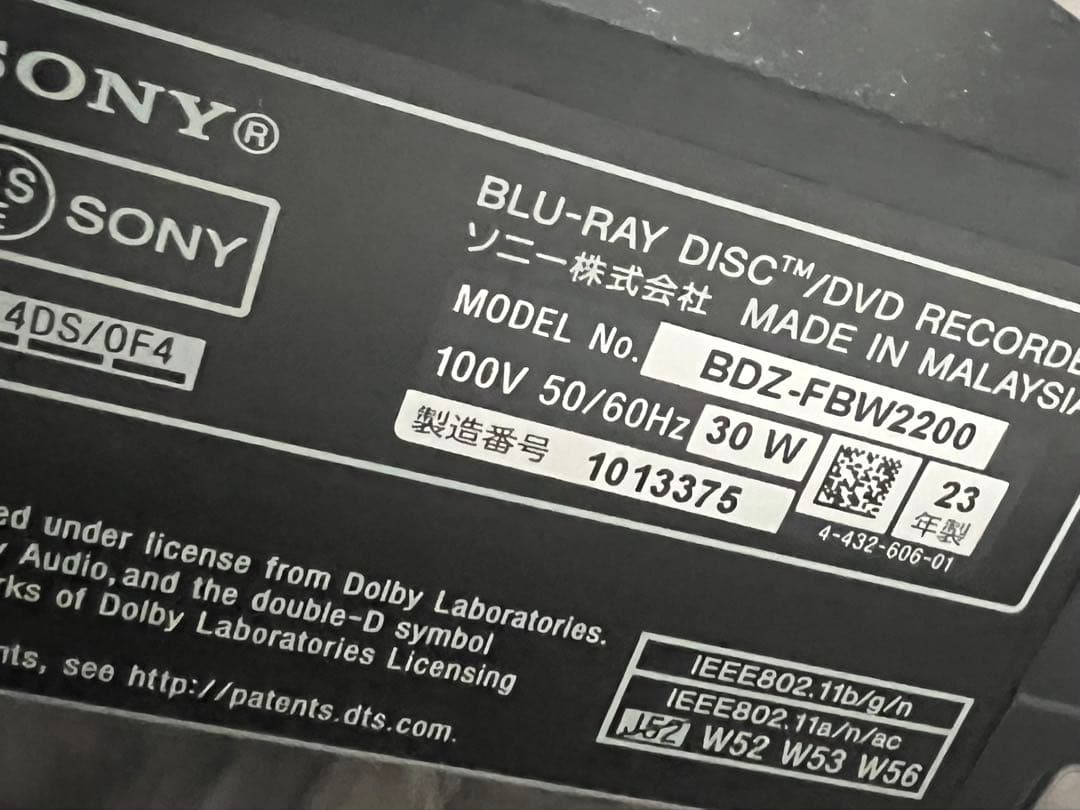 SONY®
SONY
4DS/0F4
BLU-RAY DISC™/DVD RECORDE
ソニー株式会社 MADE IN MALAYSIA
MODEL No. BDZ-FBW2200
100V 50/60Hz 30 W
製造番号 1013375
23
年製
4-432-606-01
ed under license from Dolby Laboratories.
Audio, and the double-D symbol
rks of Dolby Laboratories Licensing
nts, see http://patents.dts.com.
IEEE802.11b/g/n
IEEE802.11a/n/ac
J52 W52 W53 W56